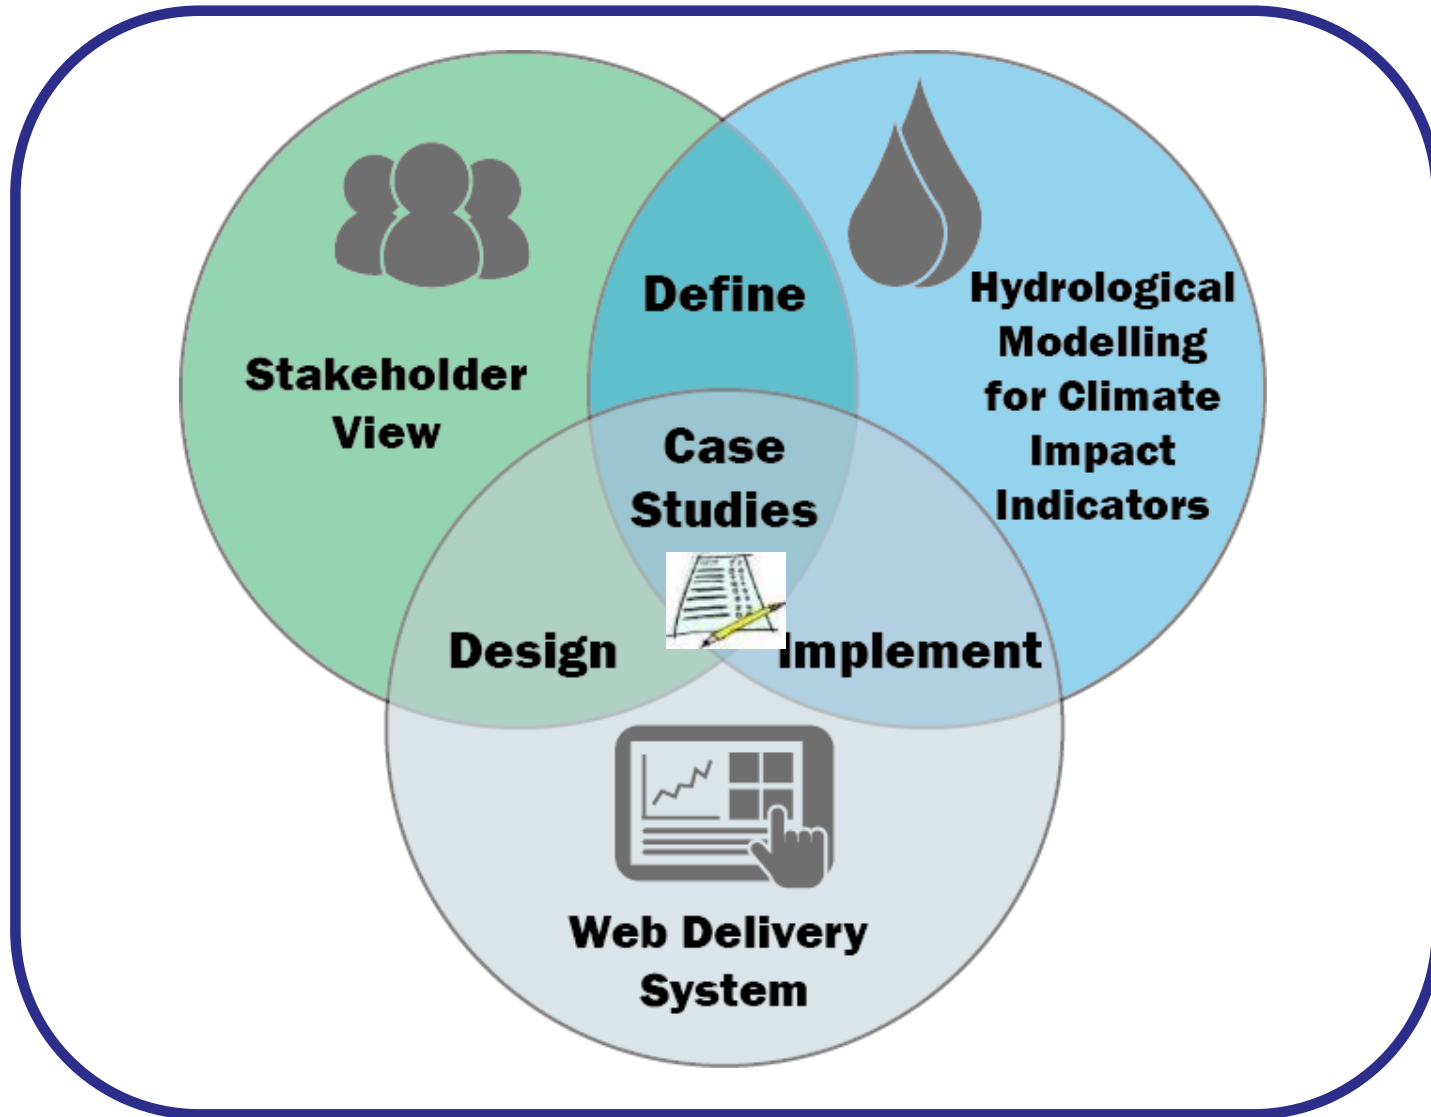 Define
Stakeholder
View
Hydrological
Modelling
for Climate
Impact
Indicators
Case
Studies
Design
Implement
Web Delivery
System